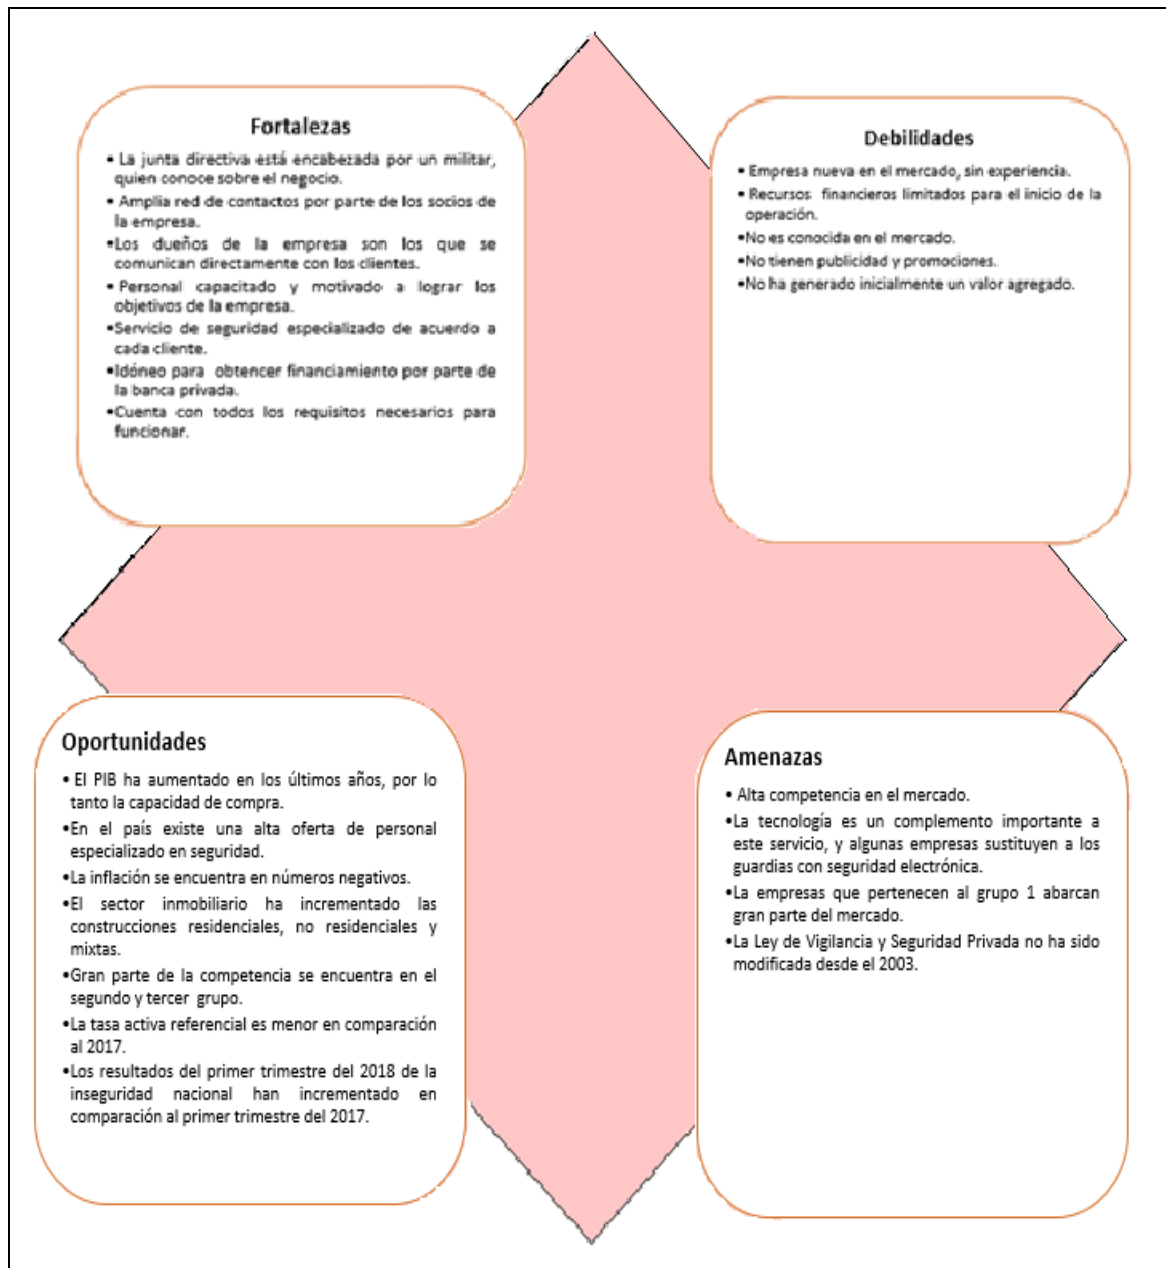 Fortalezas
• La junta directiva está encabezada por un militar,
quien conoce sobre el negocio.
• Amplia red de contactos por parte de los socios de
la empresa.
•Los dueños de la empresa son los que se
comunican directamente con los clientes.
• Personal capacitado y motivado a lograr los
objetivos de la empresa.
•Servicio de seguridad especializado de acuerdo a
cada cliente.
•Idóneo para obtencer financiamiento por parte de
la banca privada.
•Cuenta con todos los requisitos necesarios para
funcionar.
Debilidades
• Empresa nueva en el mercado, sin experiencia.
• Recursos financieros limitados para el inicio de la
operación.
•No es conocida en el mercado.
•No tienen publicidad y promociones.
•No ha generado inicialmente un valor agregado.
Oportunidades
• El PIB ha aumentado en los últimos años, por lo
tanto la capacidad de compra.
•En el país existe una alta oferta de personal
especializado en seguridad.
•La inflación se encuentra en números negativos.
•El sector inmobiliario ha incrementado las
construcciones residenciales, no residenciales y
mixtas.
•Gran parte de la competencia se encuentra en el
segundo y tercer grupo.
•La tasa activa referencial es menor en comparación
al 2017.
•Los resultados del primer trimestre del 2018 de la
inseguridad nacional han incrementado en
comparación al primer trimestre del 2017.
Amenazas
• Alta competencia en el mercado.
•La tecnología es un complemento importante a
este servicio, y algunas empresas sustituyen a los
guardias con seguridad electrónica.
•La empresas que pertenecen al grupo 1 abarcan
gran parte del mercado.
•La Ley de Vigilancia y Seguridad Privada no ha sido
modificada desde el 2003.